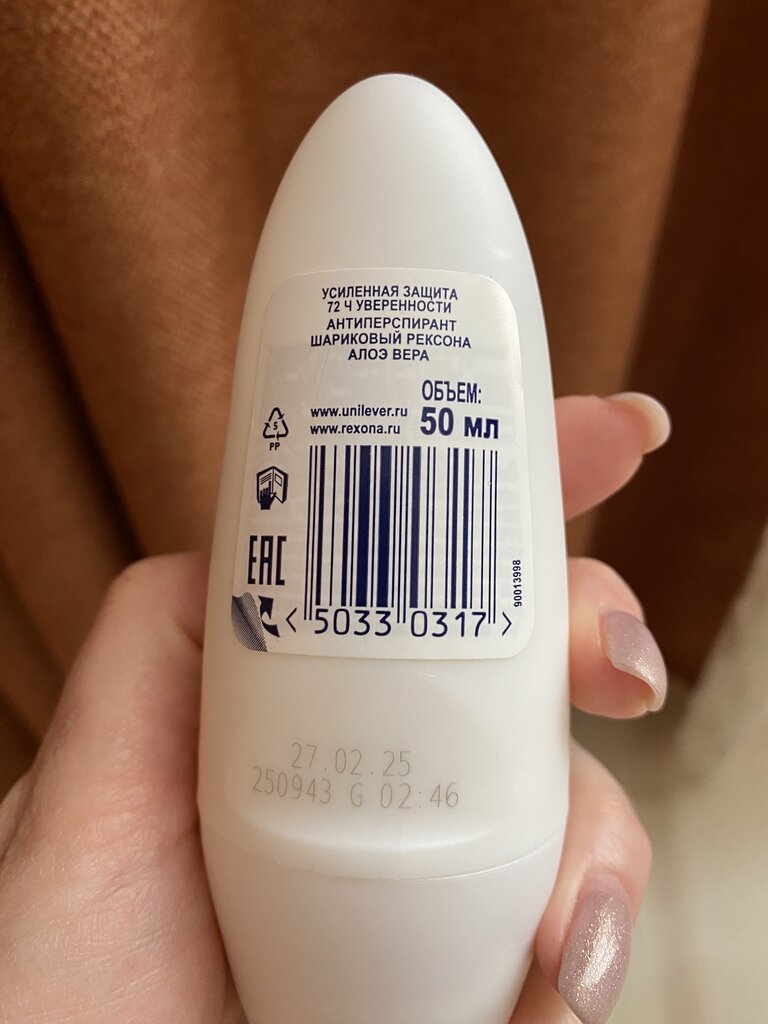 УСИЛЕННАЯ ЗАЩИТА
72 Ч УВЕРЕННОСТИ
АНТИПЕРСПИРАНТ
ШАРИКОВЫЙ РЕКСОНА
АЛОЭ ВЕРА
ОБЪЕМ:
50 мл
www.unilever.ru
www.rexona.ru
5
PP
EAC
90013998
< 5033 0317 >
27.02.25
250943 G 02:46